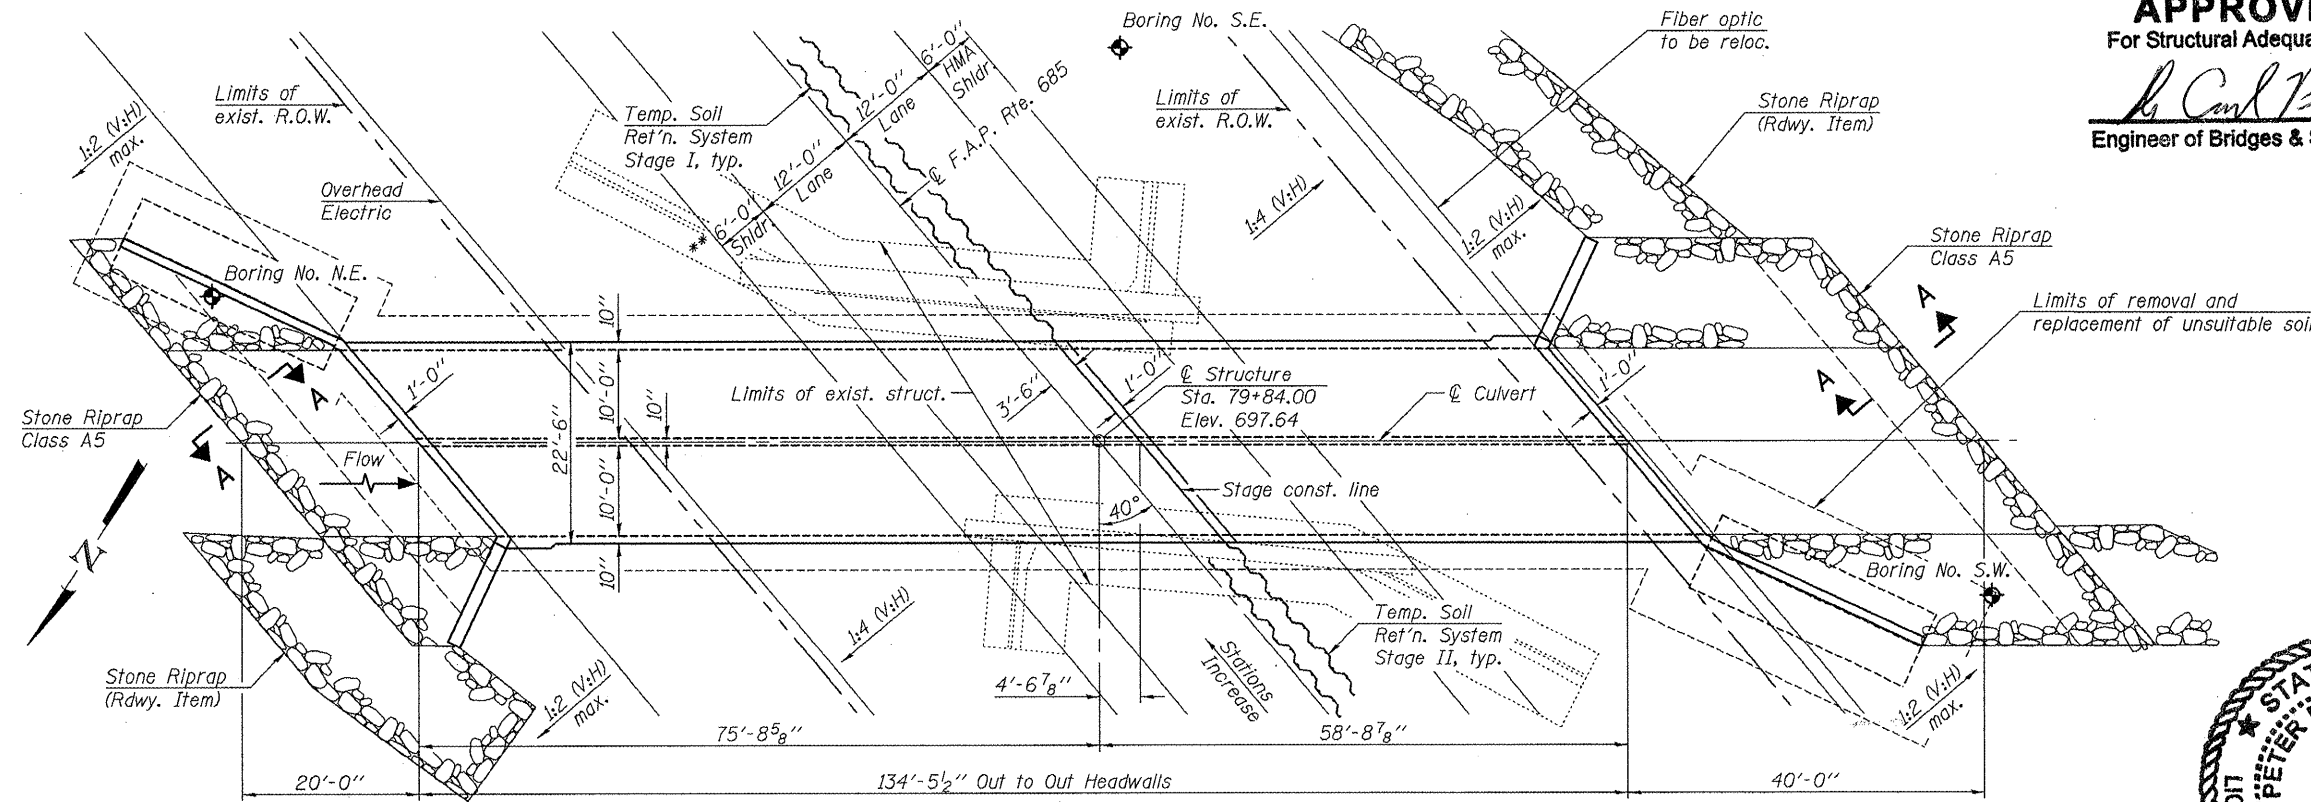 Boring No. S.E.
Fiber optic
to be reloc.
For Structural
Engineer of Bridges &
Limits of
exist. R.O.W.
1:2 (V:H)
max.
Overhead
Electric
Temp. Soil
Ret'n. System
Stage I, typ.
6'-0"
HMA
Shldr.
12'-0"
Lane
12'-0"
Lane
** 6'-0"
Shldr.
℄ F.A.P. Rte. 685
Limits of
exist. R.O.W.
1:4 (V:H)
1:2 (V:H)
max.
Stone Riprap
(Rdwy. Item)
Stone Riprap
Class A5
Limits of removal and
replacement of unsuitable
Boring No. N.E.
A
A
A
A
Stone Riprap
Class A5
1'-0"
Flow
10"
10'-0"
10"
22'-6"
10'-0"
10"
Limits of exist. struct.
3'-6"
1'-0"
℄ Structure
Sta. 79+84.00
Elev. 697.64
℄ Culvert
1'-0"
Stage const. line
40°
N
Boring No. S.W.
1:4 (V:H)
Temp. Soil
Ret'n. System
Stage II, typ.
Stations
Increase
Stone Riprap
(Rdwy. Item)
1:2 (V:H)
max.
1:2 (V:H)
max.
4'-6 7/8"
75'-8 5/8"
58'-8 7/8"
20'-0"
134'-5 1/2" Out to Out Headwalls
40'-0"
PETER